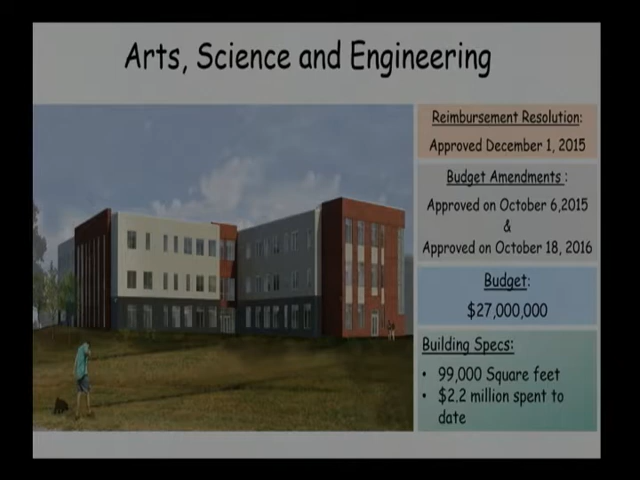 Arts, Science and Engineering
Reimbursement Resolution:
Approved December 1, 2015
Budget Amendments :
Approved on October 6,2015
&
Approved on October 18, 2016
Budget:
$27,000,000
Building Specs:
• 99,000 Square feet
• $2.2 million spent to
date